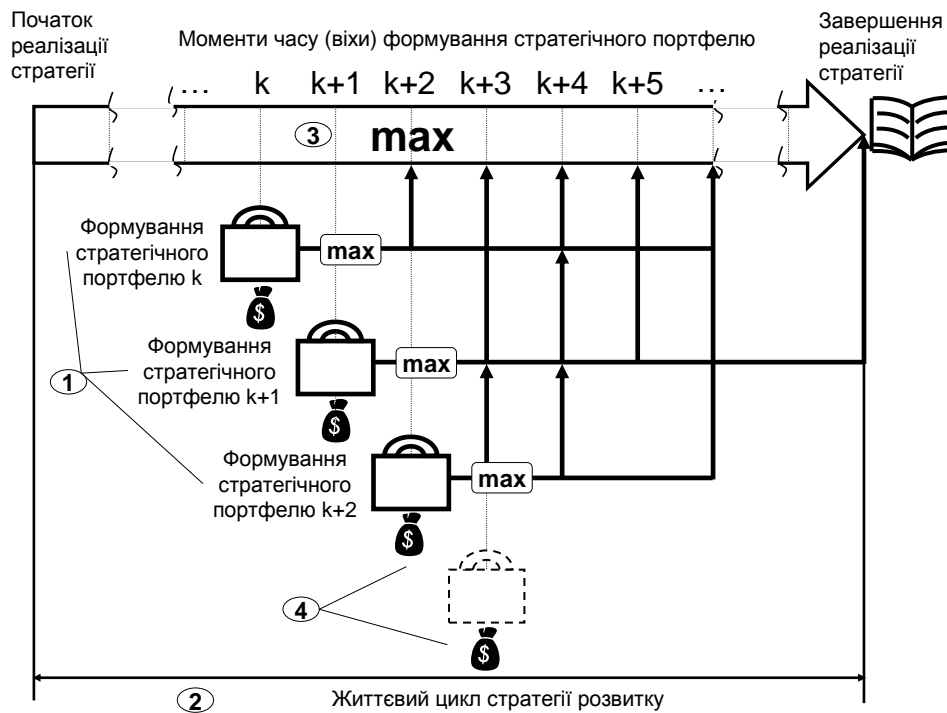 Початок
реалізації
стратегії
Моменти часу (віхи) формування стратегічного портфелю
Завершення
реалізації
стратегії
... k k+1 k+2 k+3 k+4 k+5 ...
3 max
Формування
стратегічного
портфелю k
max
$
Формування
стратегічного
портфелю k+1
max
1
$
Формування
стратегічного
портфелю k+2
max
$
4
$
2 Життєвий цикл стратегії розвитку